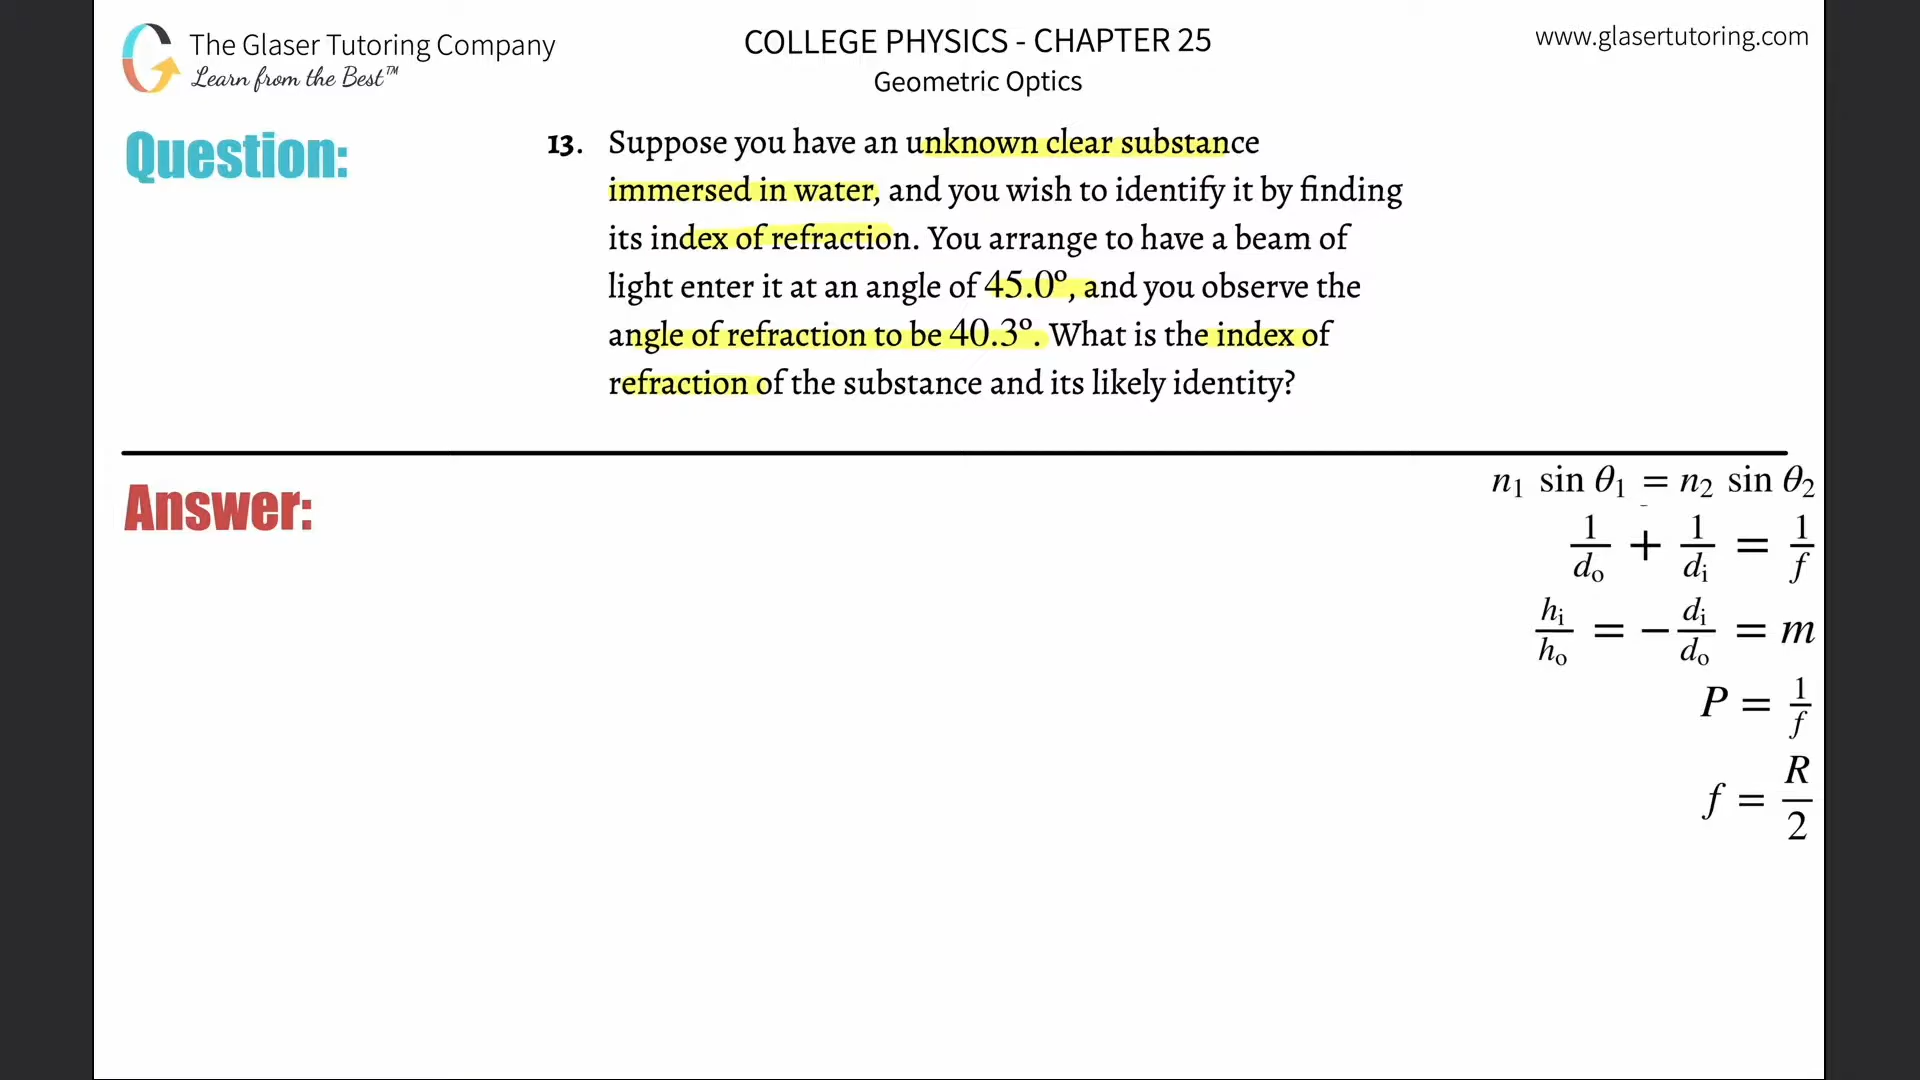 The Glaser Tutoring Company
Learn from the Best™
COLLEGE PHYSICS - CHAPTER 25
Geometric Optics
www.glasertutoring.com
Question:
13. Suppose you have an unknown clear substance
immersed in water, and you wish to identify it by finding
its index of refraction. You arrange to have a beam of
light enter it at an angle of 45.0º, and you observe the
angle of refraction to be 40.3º. What is the index of
refraction of the substance and its likely identity?
Answer:
n₁ sin θ₁ = n₂ sin θ₂
1/dₒ + 1/dᵢ = 1/f
hᵢ/hₒ = −dᵢ/dₒ = m
P = 1/f
f = R/2